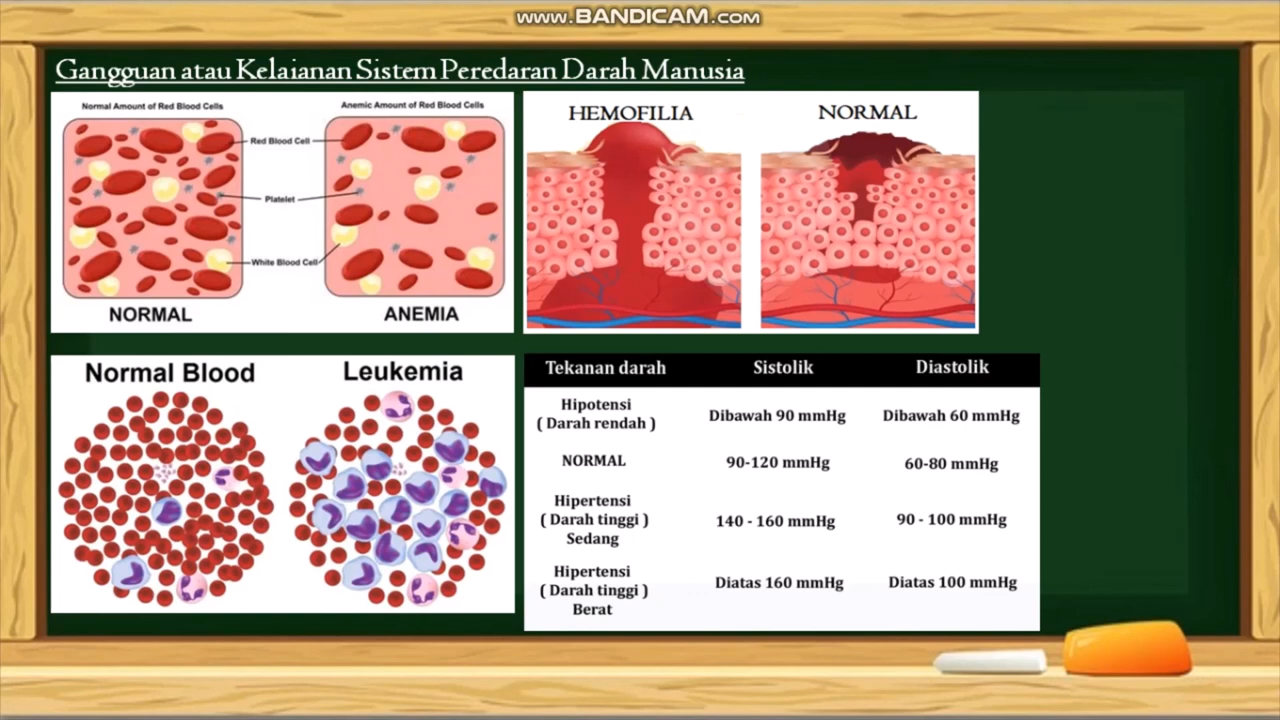 www.BANDICAM.com
Gangguan atau Kelaianan Sistem Peredaran Darah Manusia
Normal Amount of Red Blood Cells
Anemic Amount of Red Blood Cells
Red Blood Cell
Platelet
White Blood Cell
NORMAL
ANEMIA
HEMOFILIA
NORMAL
Normal Blood
Leukemia
Tekanan darah Sistolik Diastolik
Hipotensi
( Darah rendah ) Dibawah 90 mmHg Dibawah 60 mmHg
NORMAL 90-120 mmHg 60-80 mmHg
Hipertensi
( Darah tinggi ) 140 - 160 mmHg 90 - 100 mmHg
Sedang
Hipertensi
( Darah tinggi ) Diatas 160 mmHg Diatas 100 mmHg
Berat